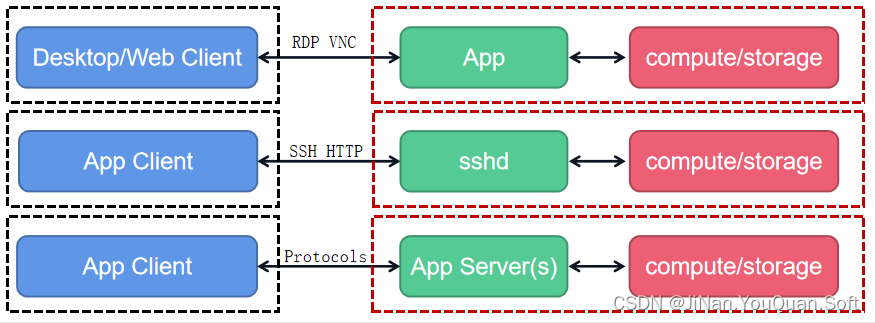 Desktop/Web Client
RDP VNC
App
compute/storage
App Client
SSH HTTP
sshd
compute/storage
App Client
Protocols
App Server(s)
compute/storage
CSDN @JiNan.YouQuan.Soft